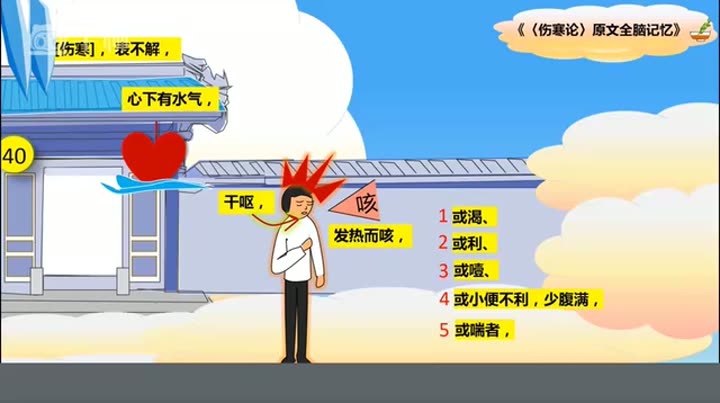 《〈伤寒论〉原文全脑记忆》
[伤寒]，表不解，
心下有水气，
40
干呕，
咳
发热而咳，
1 或渴、
2 或利、
3 或噎、
4 或小便不利，少腹满，
5 或喘者，